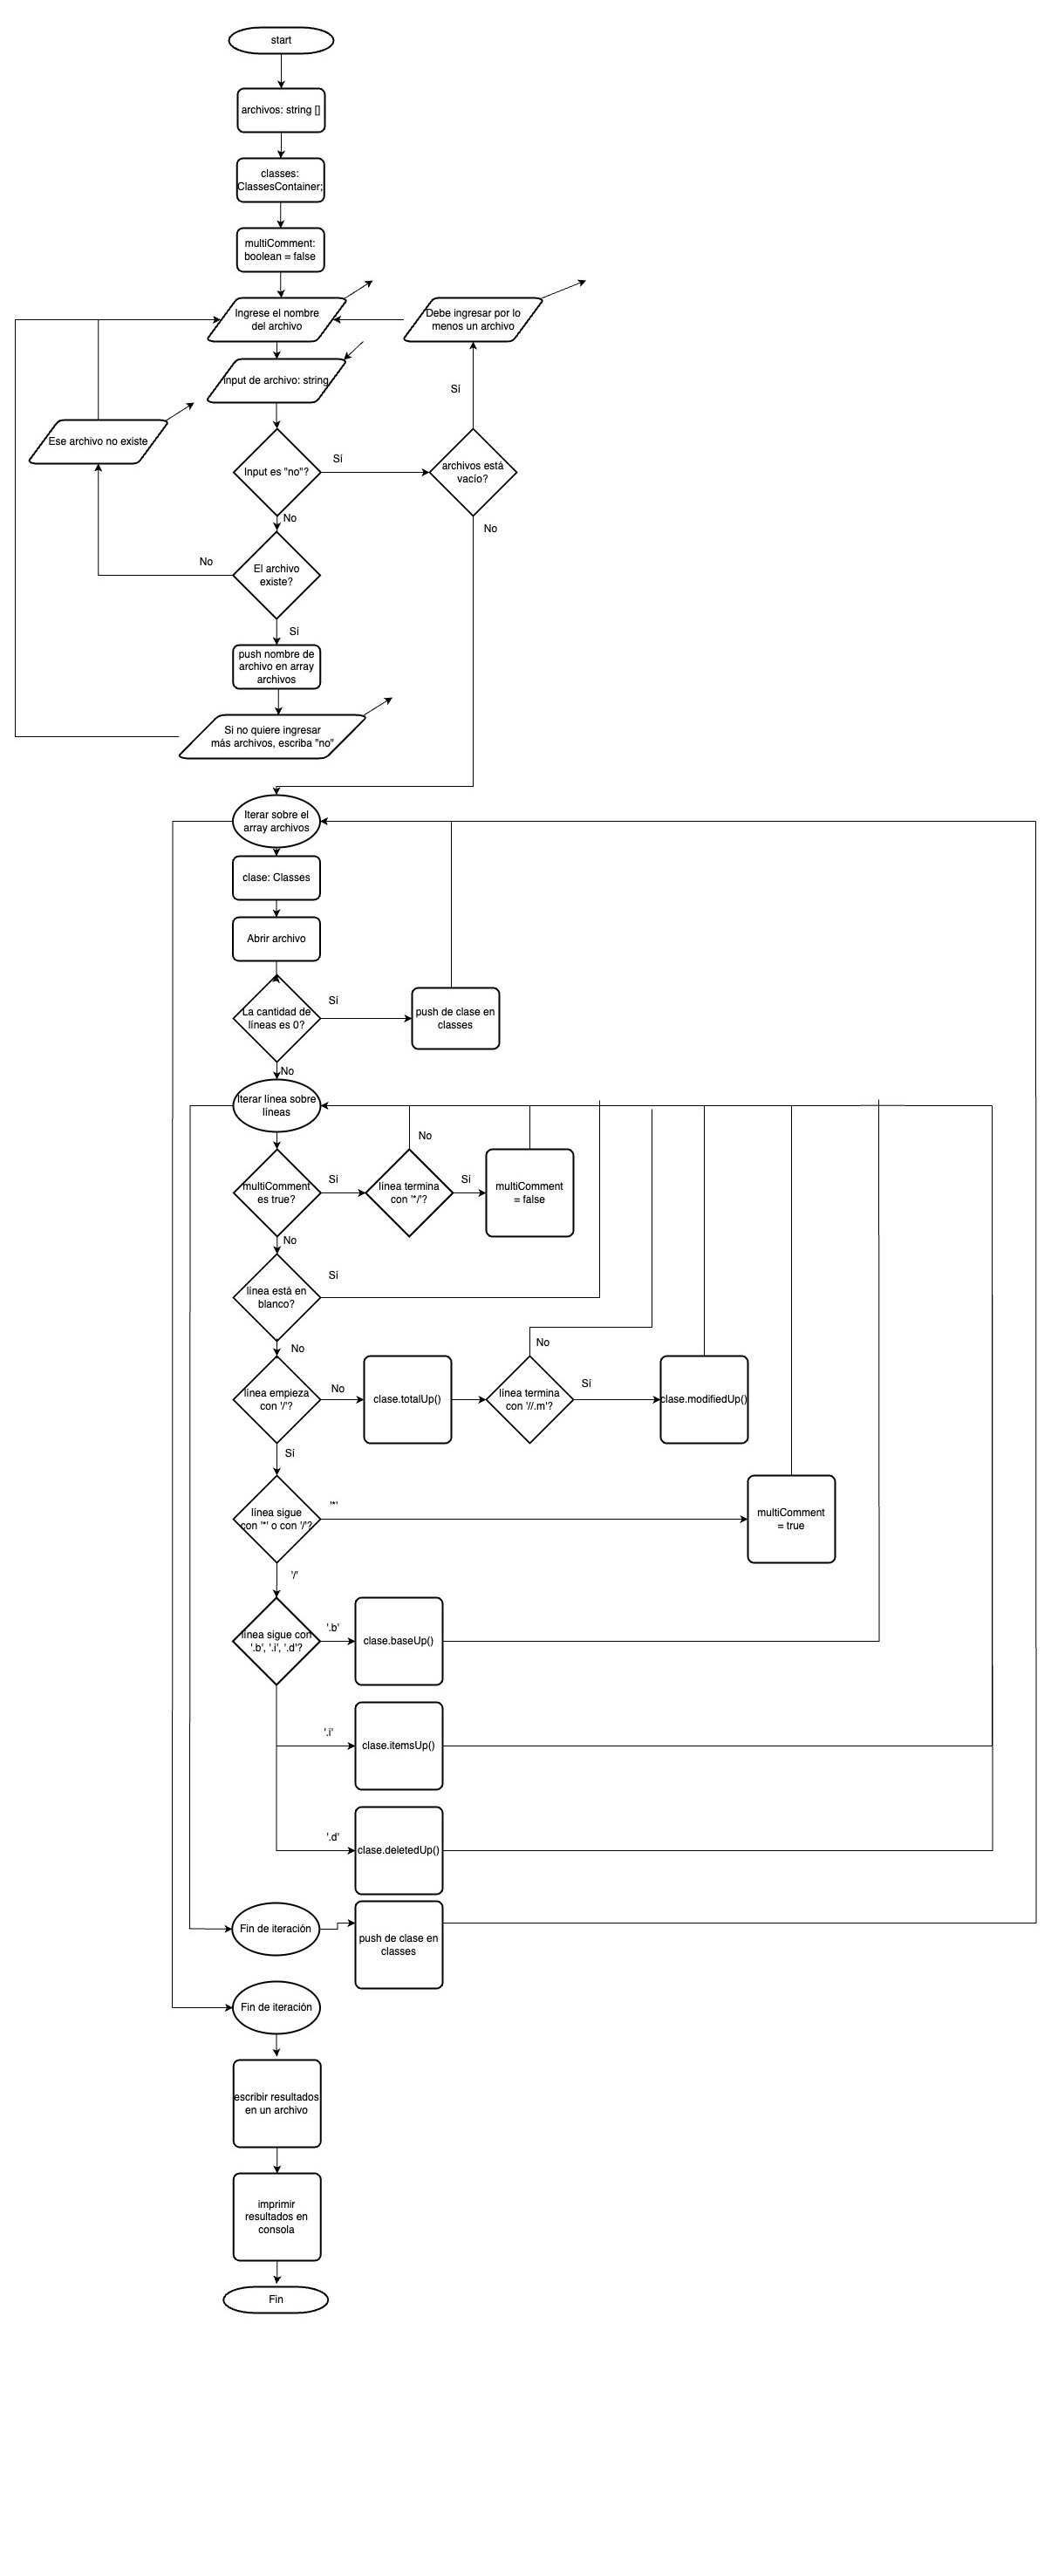 start
archivos: string []
classes:
ClassesContainer;
multiComment:
boolean = false
Ingrese el nombre
del archivo
Debe ingresar por lo
menos un archivo
Input de archivo: string
Sí
Ese archivo no existe
Input es "no"?
Sí
archivos está
vacío?
No
No
El archivo
existe?
No
Sí
push nombre de
archivo en array
archivos
Si no quiere ingresar
más archivos, escriba "no"
Iterar sobre el
array archivos
clase: Classes
Abrir archivo
La cantidad de
líneas es 0?
Sí
push de clase en
classes
No
Iterar línea sobre
líneas
No
multiComment
es true?
Sí
línea termina
con '*/'?
Sí
multiComment
= false
No
línea está en
blanco?
Sí
No
No
línea empieza
con '/'?
No
clase.totalUp()
línea termina
con '//.m'?
Sí
clase.modifiedUp()
Sí
línea sigue
con '*' o con '/'?
'*'
multiComment
= true
'/'
línea sigue con
'.b', '.i', '.d'?
'.b'
clase.baseUp()
'.i'
clase.itemsUp()
'.d'
clase.deletedUp()
Fin de iteración
push de clase en
classes
Fin de iteración
escribir resultados
en un archivo
imprimir
resultados en
consola
Fin